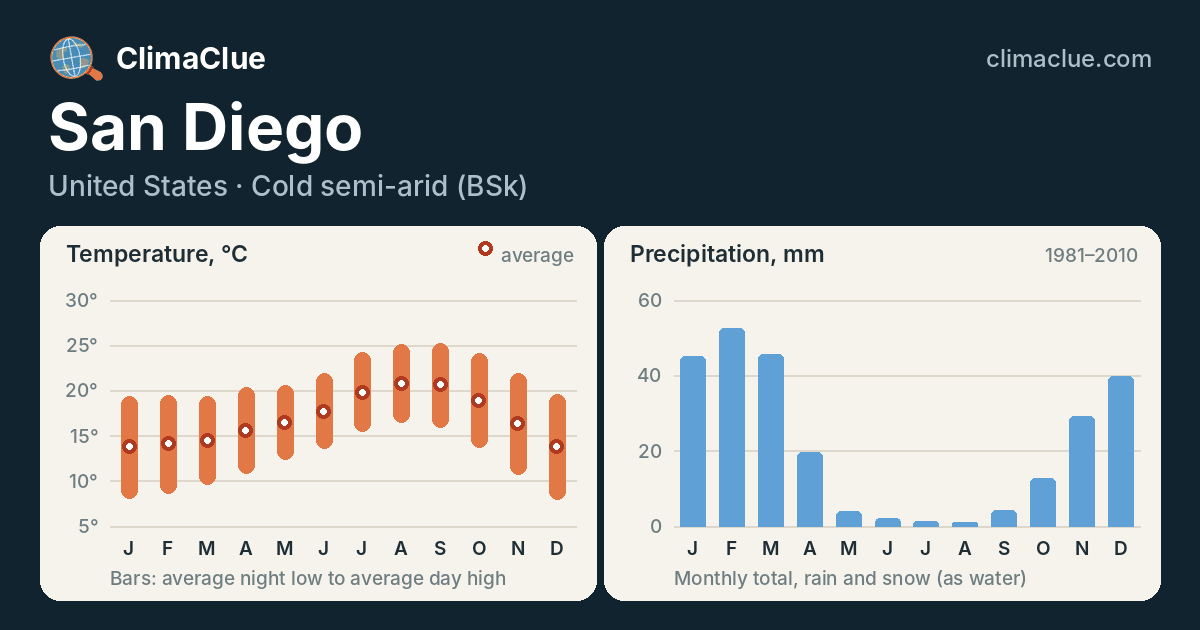 ClimaClue
climaclue.com
San Diego
United States · Cold semi-arid (BSk)
Temperature, °C
average
30°
25°
20°
15°
10°
5°
J F M A M J J A S O N D
Bars: average night low to average day high
Precipitation, mm
1981–2010
60
40
20
0
J F M A M J J A S O N D
Monthly total, rain and snow (as water)